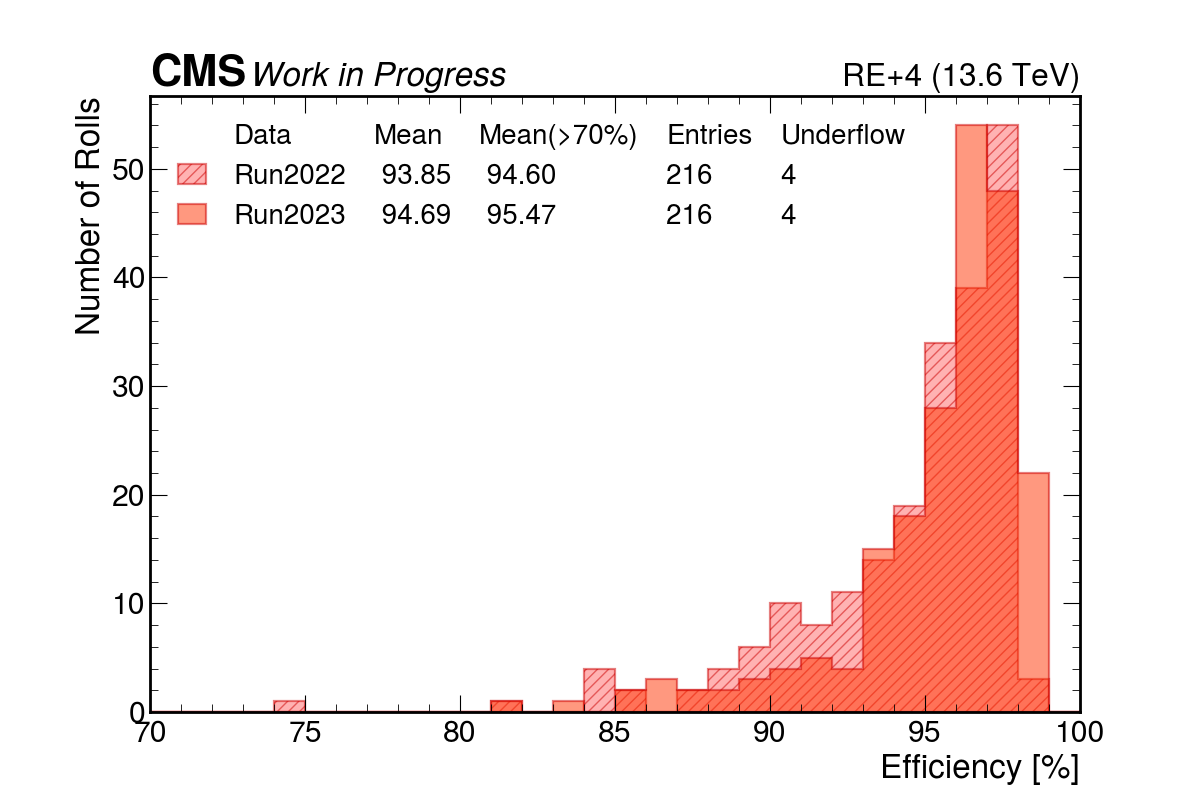 CMS Work in Progress RE+4 (13.6 TeV)
Number of Rolls
Data Mean Mean(>70%) Entries Underflow
Run2022 93.85 94.60 216 4
Run2023 94.69 95.47 216 4
50
40
30
20
10
0
70 75 80 85 90 95 100
Efficiency [%]